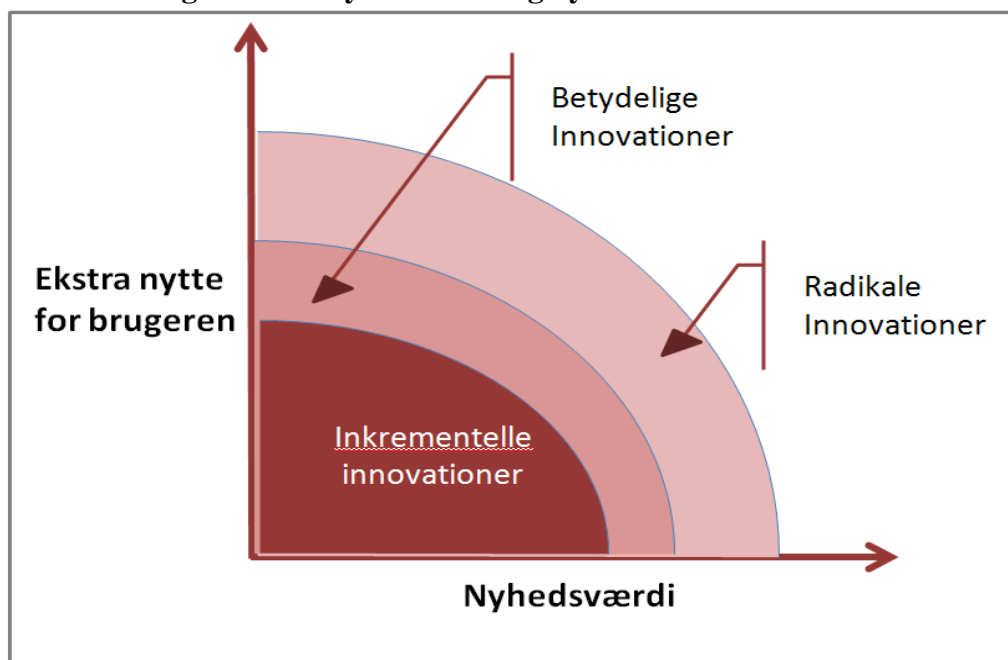 Betydelige
Innovationer
Ekstra nytte
for brugeren
Radikale
Innovationer
Inkrementelle
innovationer
Nyhedsværdi